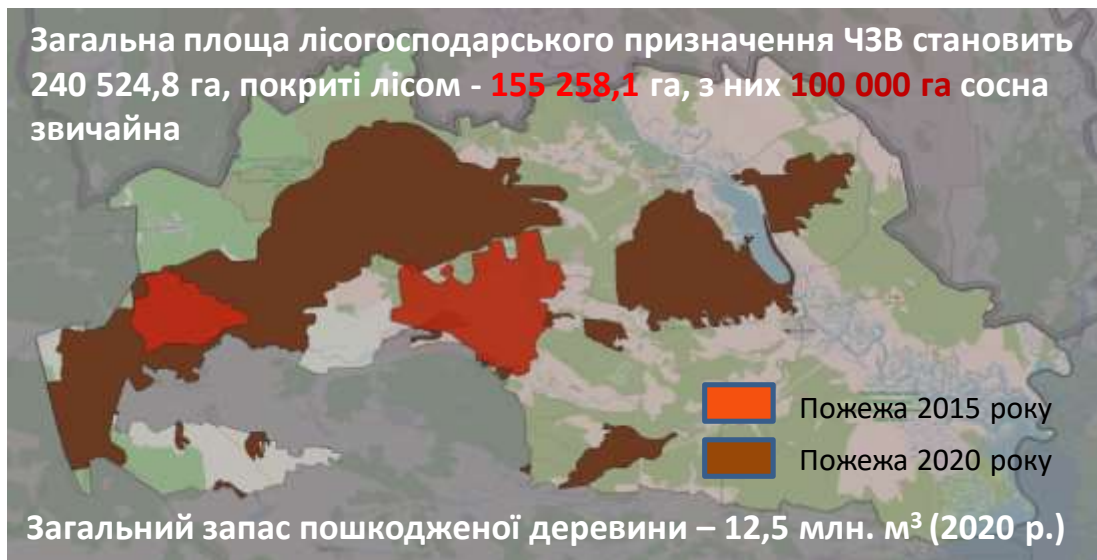 Загальна площа лісогосподарського призначення ЧЗВ становить
240 524,8 га, покриті лісом - 155 258,1 га, з них 100 000 га сосна
звичайна
Пожежа 2015 року
Пожежа 2020 року
Загальний запас пошкодженої деревини – 12,5 млн. м³ (2020 р.)